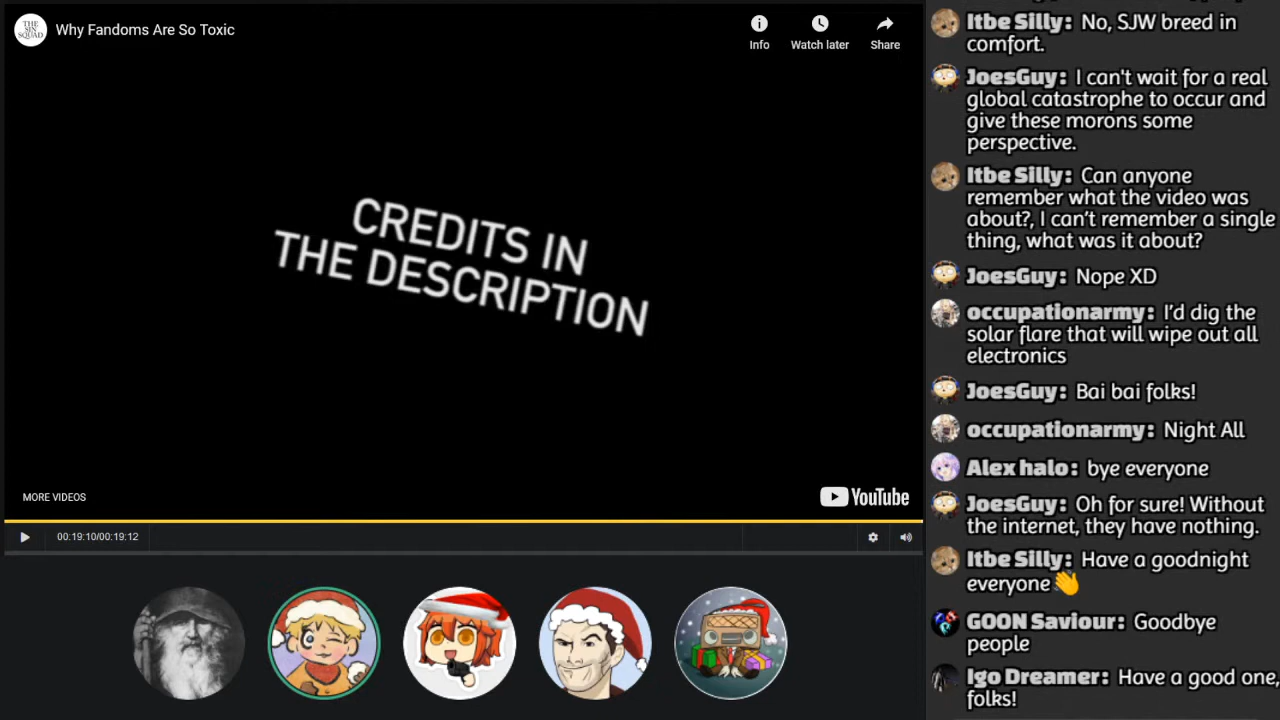 THE
SIN
SQUAD
Why Fandoms Are So Toxic
Info
Watch later
Share
CREDITS IN
THE DESCRIPTION
MORE VIDEOS
YouTube
00:19:10/00:19:12
Itbe Silly: No, SJW breed in
comfort.
JoesGuy: I can't wait for a real
global catastrophe to occur and
give these morons some
perspective.
Itbe Silly: Can anyone
remember what the video was
about?, I can't remember a single
thing, what was it about?
JoesGuy: Nope XD
occupationarmy: I'd dig the
solar flare that will wipe out all
electronics
JoesGuy: Bai bai folks!
occupationarmy: Night All
Alex halo: bye everyone
JoesGuy: Oh for sure! Without
the internet, they have nothing.
Itbe Silly: Have a goodnight
everyone👋
GOON Saviour: Goodbye
people
Igo Dreamer: Have a good one,
folks!